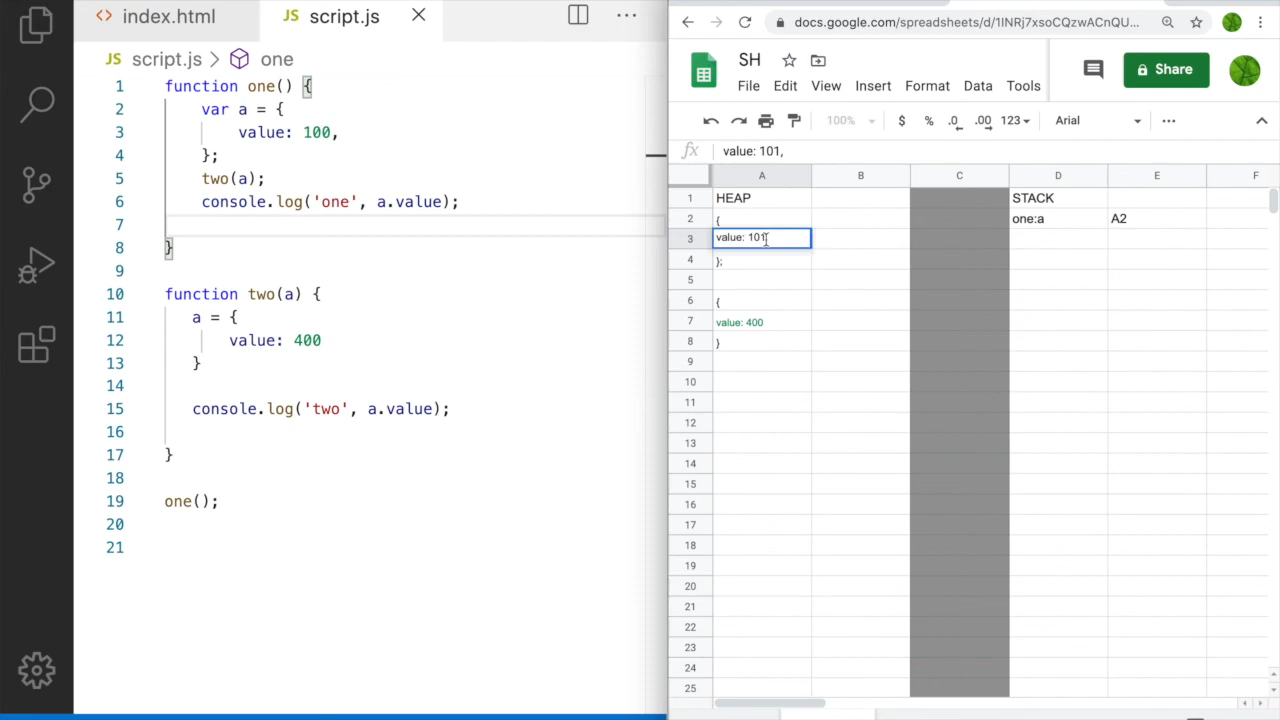 index.html
JS script.js
JS script.js > one
1 function one() {
2 var a = {
3 value: 100,
4 };
5 two(a);
6 console.log('one', a.value);
7
8 }
9
10 function two(a) {
11 a = {
12 value: 400
13 }
14
15 console.log('two', a.value);
16
17 }
18
19 one();
20
21
docs.google.com/spreadsheets/d/1INRj7xsoCQzwACnQU...
SH
Share
File Edit View Insert Format Data Tools
100% $ % .0 .00 123 Arial
fx value: 101,
A B C D E F
1 HEAP STACK
2 { one:a A2
3 value: 101
4 };
5
6 {
7 value: 400
8 }
9
10
11
12
13
14
15
16
17
18
19
20
21
22
23
24
25